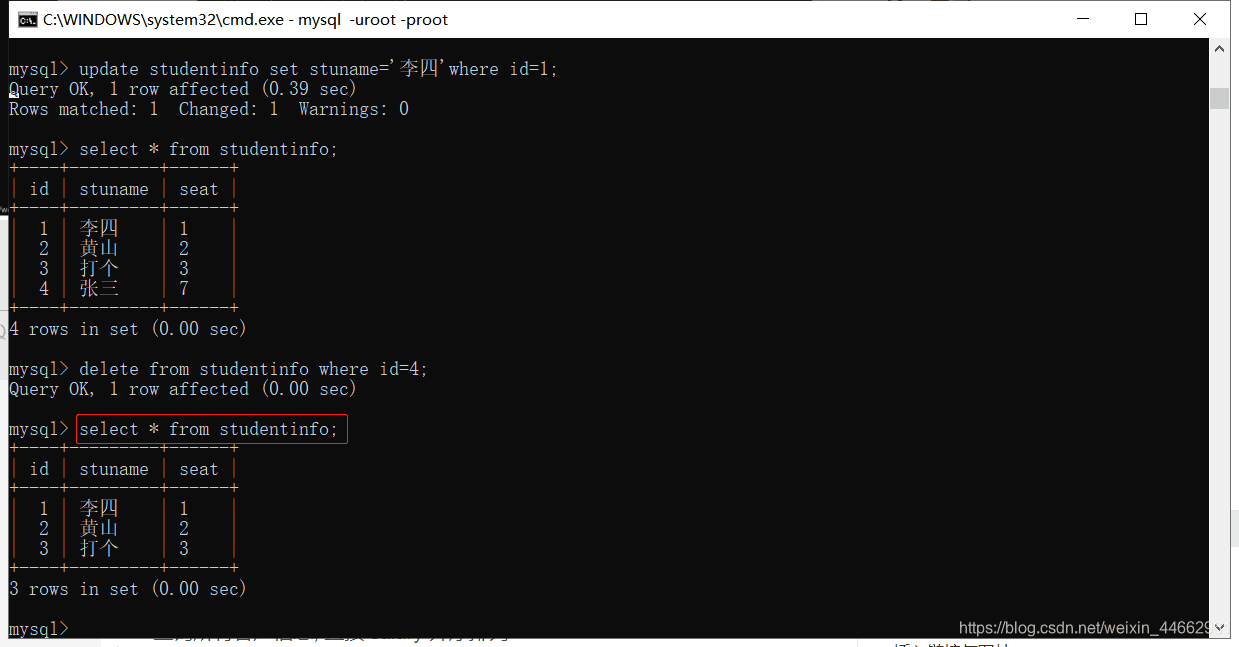 C:\WINDOWS\system32\cmd.exe - mysql  -uroot -proot
mysql> update studentinfo set stuname='李四'where id=1;
Query OK, 1 row affected (0.39 sec)
Rows matched: 1  Changed: 1  Warnings: 0
mysql> select * from studentinfo;
+----+---------+------+
| id | stuname | seat |
+----+---------+------+
|  1 | 李四    | 1    |
|  2 | 黄山    | 2    |
|  3 | 打个    | 3    |
|  4 | 张三    | 7    |
+----+---------+------+
4 rows in set (0.00 sec)
mysql> delete from studentinfo where id=4;
Query OK, 1 row affected (0.00 sec)
mysql> select * from studentinfo;
+----+---------+------+
| id | stuname | seat |
+----+---------+------+
|  1 | 李四    | 1    |
|  2 | 黄山    | 2    |
|  3 | 打个    | 3    |
+----+---------+------+
3 rows in set (0.00 sec)
mysql>
https://blog.csdn.net/weixin_446629